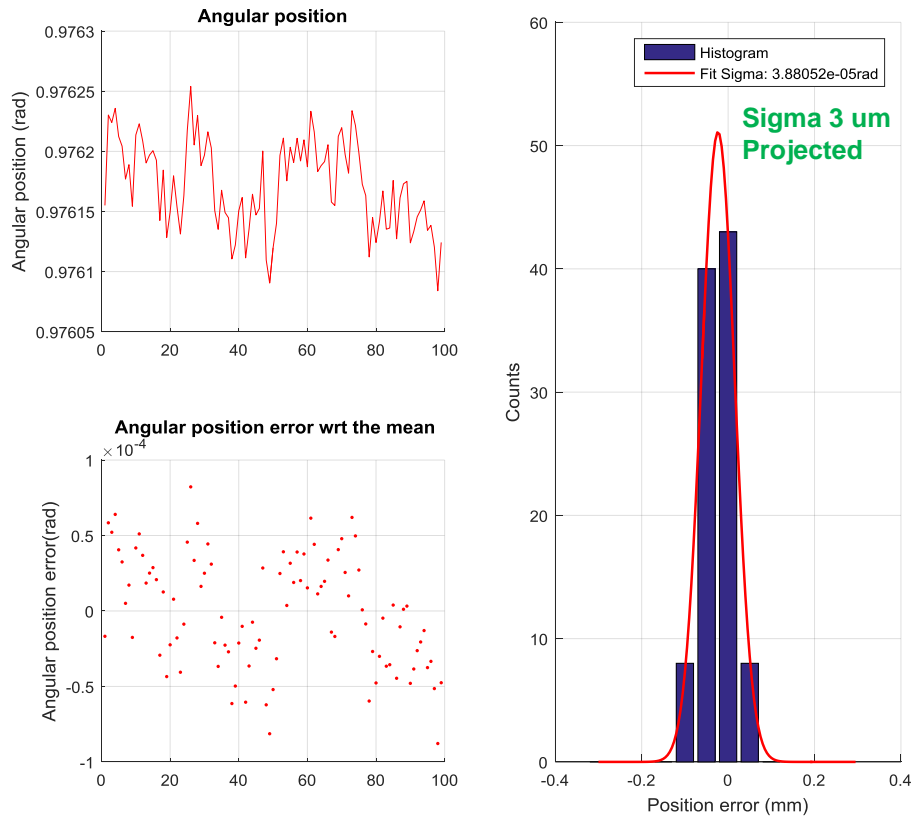 Angular position
0.9763
0.97625
0.9762
0.97615
0.9761
0.97605
Angular position (rad)
0 20 40 60 80 100
Angular position error wrt the mean
×10-4
1
0.5
0
-0.5
-1
Angular position error(rad)
0 20 40 60 80 100
60
50
40
30
20
10
0
Counts
Histogram
Fit Sigma: 3.88052e-05rad
Sigma 3 um
Projected
-0.4 -0.2 0 0.2 0.4
Position error (mm)